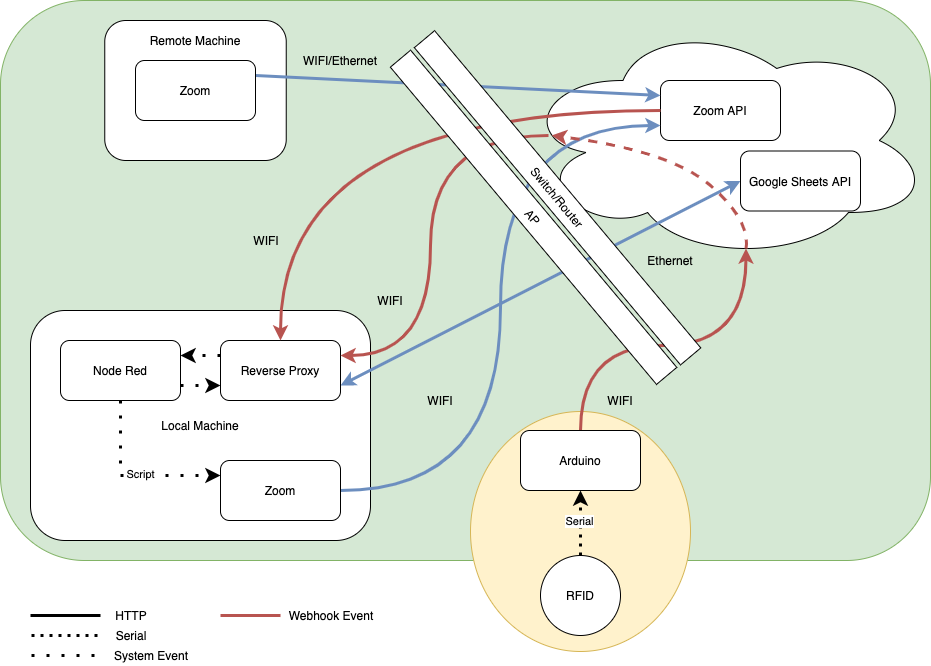 Remote Machine
Zoom
WIFI/Ethernet
Zoom API
Google Sheets API
Switch/Router
AP
WIFI
Ethernet
WIFI
Node Red
Reverse Proxy
Local Machine
WIFI
WIFI
Script
Zoom
Arduino
Serial
RFID
HTTP
Webhook Event
Serial
System Event